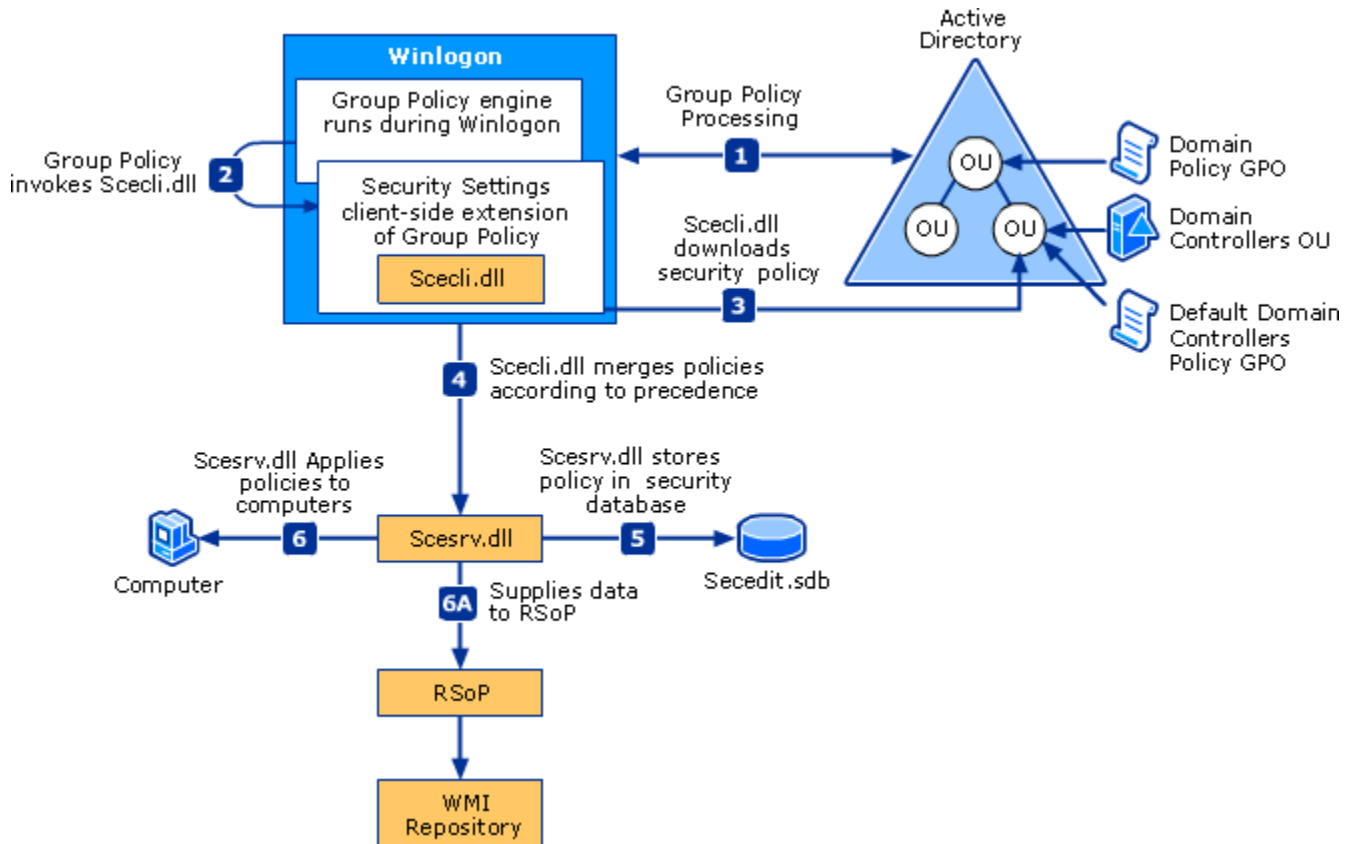 Active
Directory
Winlogon
Group Policy engine
runs during Winlogon
Group Policy
Processing
1
Group Policy
invokes Scecli.dll
2
Security Settings
client-side extension
of Group Policy
Scecli.dll
Scecli.dll
downloads
security policy
3
OU
OU
OU
Domain
Policy GPO
Domain
Controllers OU
Default Domain
Controllers
Policy GPO
4
Scecli.dll merges policies
according to precedence
Scesrv.dll Applies
policies to
computers
6
Computer
Scesrv.dll
Scesrv.dll stores
policy in security
database
5
Secedit.sdb
6A
Supplies data
to RSoP
RSoP
WMI
Repository